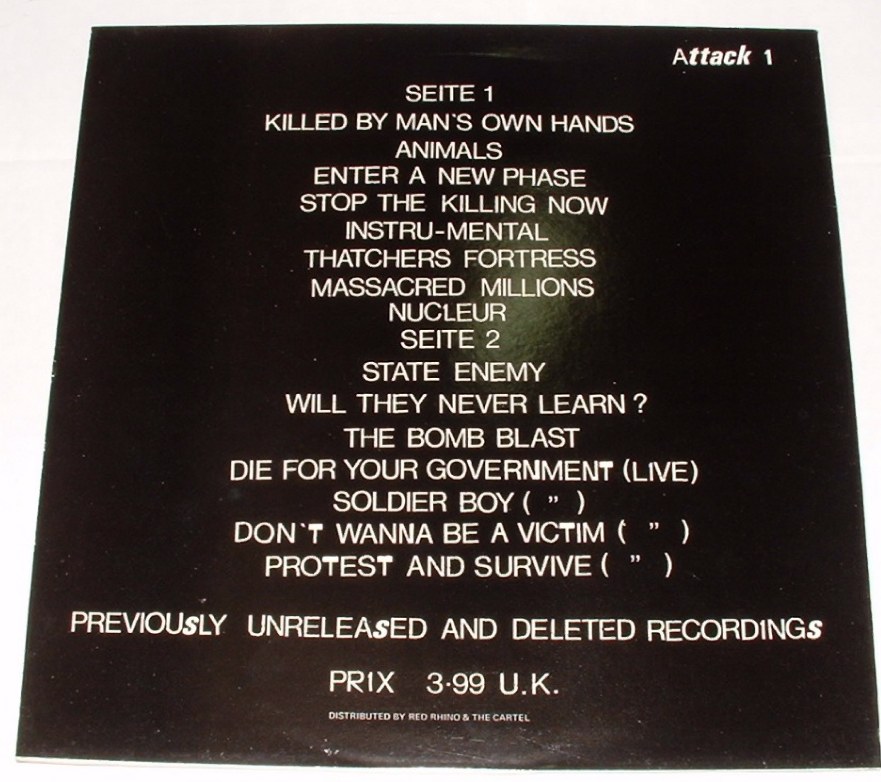 Attack 1
SEITE 1
KILLED BY MAN'S OWN HANDS
ANIMALS
ENTER A NEW PHASE
STOP THE KILLING NOW
INSTRU-MENTAL
THATCHERS FORTRESS
MASSACRED MILLIONS
NUCLEUR
SEITE 2
STATE ENEMY
WILL THEY NEVER LEARN ?
THE BOMB BLAST
DIE FOR YOUR GOVERNMENT (LIVE)
SOLDIER BOY ( " )
DON'T WANNA BE A VICTIM ( " )
PROTEST AND SURVIVE ( " )
PREVIOUsLY UNRELEAsED AND DELETED RECORDINGs
PRIX 3·99 U.K.
DISTRIBUTED BY RED RHINO & THE CARTEL